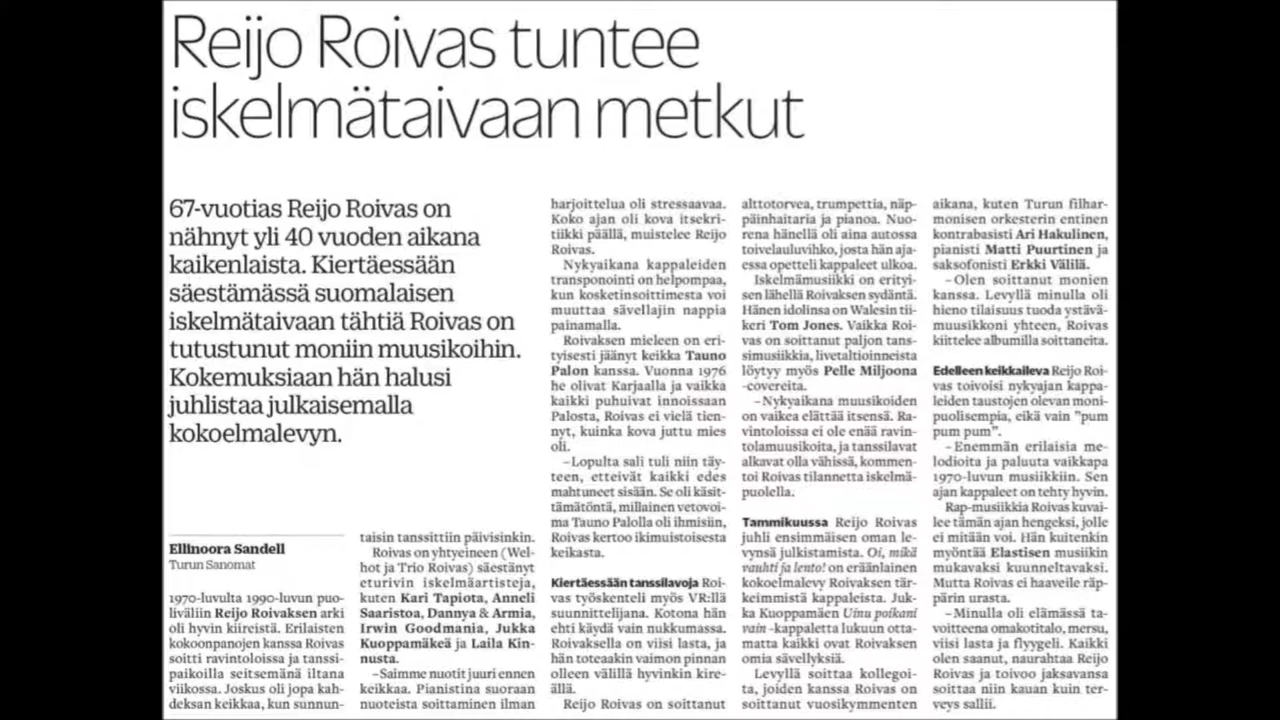 Reijo Roivas tuntee
iskelmätaivaan metkut
67-vuotias Reijo Roivas on
nähnyt yli 40 vuoden aikana
kaikenlaista. Kiertäessään
säestämässä suomalaisen
iskelmätaivaan tähtiä Roivas on
tutustunut moniin muusikoihin.
Kokemuksiaan hän halusi
juhlistaa julkaisemalla
kokoelmalevyn.
Ellinoora Sandell
Turun Sanomat
1970-luvulta 1990-luvun puo-
liväliin Reijo Roivaksen arki
oli hyvin kiireistä. Erilaisten
kokoonpanojen kanssa Roivas
soitti ravintoloissa ja tanssi-
paikoilla seitsemänä iltana
viikossa. Joskus oli jopa kah-
deksan keikkaa, kun sunnun-
taisin tanssittiin päivisinkin.
Roivas on yhtyeineen (Wel-
hot ja Trio Roivas) säestänyt
eturivin iskelmäartisteja,
kuten Kari Tapiota, Anneli
Saaristoa, Dannya & Armia,
Irwin Goodmania, Jukka
Kuoppamäkeä ja Laila Kin-
nusta.
–Saimme nuotit juuri ennen
keikkaa. Pianistina suoraan
nuoteista soittaminen ilman
harjoittelua oli stressaavaa.
Koko ajan oli kova itsekri-
tiikki päällä, muistelee Reijo
Roivas.
Nykyaikana kappaleiden
transponointi on helpompaa,
kun kosketinsoittimesta voi
muuttaa sävellajin nappia
painamalla.
Roivaksen mieleen on eri-
tyisesti jäänyt keikka Tauno
Palon kanssa. Vuonna 1976
he olivat Karjaalla ja vaikka
kaikki puhuivat innoissaan
Palosta, Roivas ei vielä tien-
nyt, kuinka kova juttu mies
oli.
–Lopulta sali tuli niin täy-
teen, etteivät kaikki edes
mahtuneet sisään. Se oli käsit-
tämätöntä, millainen vetovoi-
ma Tauno Palolla oli ihmisiin,
Roivas kertoo ikimuistoisesta
keikasta.
Kiertäessään tanssilavoja Roi-
vas työskenteli myös VR:llä
suunnittelijana. Kotona hän
ehti käydä vain nukkumassa.
Roivaksella on viisi lasta, ja
hän toteaakin vaimon pinnan
olleen välillä hyvinkin kire-
ällä.
Reijo Roivas on soittanut
alttotorvea, trumpettia, näp-
päinhaitaria ja pianoa. Nuo-
rena hänellä oli aina autossa
toivelauluvihko, josta hän aja-
essa opetteli kappaleet ulkoa.
Iskelmämusiikki on erityi-
sen lähellä Roivaksen sydäntä.
Hänen idolinsa on Walesin tii-
keri Tom Jones. Vaikka Roi-
vas on soittanut paljon tans-
simusiikkia, livetaltioinneista
löytyy myös Pelle Miljoona
-covereita.
–Nykyaikana muusikoiden
on vaikea elättää itsensä. Ra-
vintoloissa ei ole enää ravin-
tolamuusikoita, ja tanssilavat
alkavat olla vähissä, kommen-
toi Roivas tilannetta iskelmä-
puolella.
Tammikuussa Reijo Roivas
juhli ensimmäisen oman le-
vynsä julkistamista. Oi, mikä
vauhti ja lento! on eräänlainen
kokoelmalevy Roivaksen tär-
keimmistä kappaleista. Juk-
ka Kuoppamäen Uinu poikani
vain -kappaletta lukuun otta-
matta kaikki ovat Roivaksen
omia sävellyksiä.
Levyllä soittaa kollegoi-
ta, joiden kanssa Roivas on
soittanut vuosikymmenten
aikana, kuten Turun filhar-
monisen orkesterin entinen
kontrabasisti Ari Hakulinen,
pianisti Matti Puurtinen ja
saksofonisti Erkki Välilä.
–Olen soittanut monien
kanssa. Levyllä minulla oli
hieno tilaisuus tuoda ystävä-
muusikkoni yhteen, Roivas
kiittelee albumilla soittaneita.
Edelleen keikkaileva Reijo Roi-
vas toivoisi nykyajan kappa-
leiden taustojen olevan moni-
puolisempia, eikä vain "pum
pum pum".
–Enemmän erilaisia me-
lodioita ja paluuta vaikkapa
1970-luvun musiikkiin. Sen
ajan kappaleet on tehty hyvin.
Rap-musiikkia Roivas kuvai-
lee tämän ajan hengeksi, jolle
ei mitään voi. Hän kuitenkin
myöntää Elastisen musiikin
mukavaksi kuunneltavaksi.
Mutta Roivas ei haaveile räp-
pärin urasta.
–Minulla oli elämässä ta-
voitteena omakotitalo, mersu,
viisi lasta ja flyygeli. Kaikki
olen saanut, naurahtaa Reijo
Roivas ja toivoo jaksavansa
soittaa niin kauan kuin ter-
veys sallii.